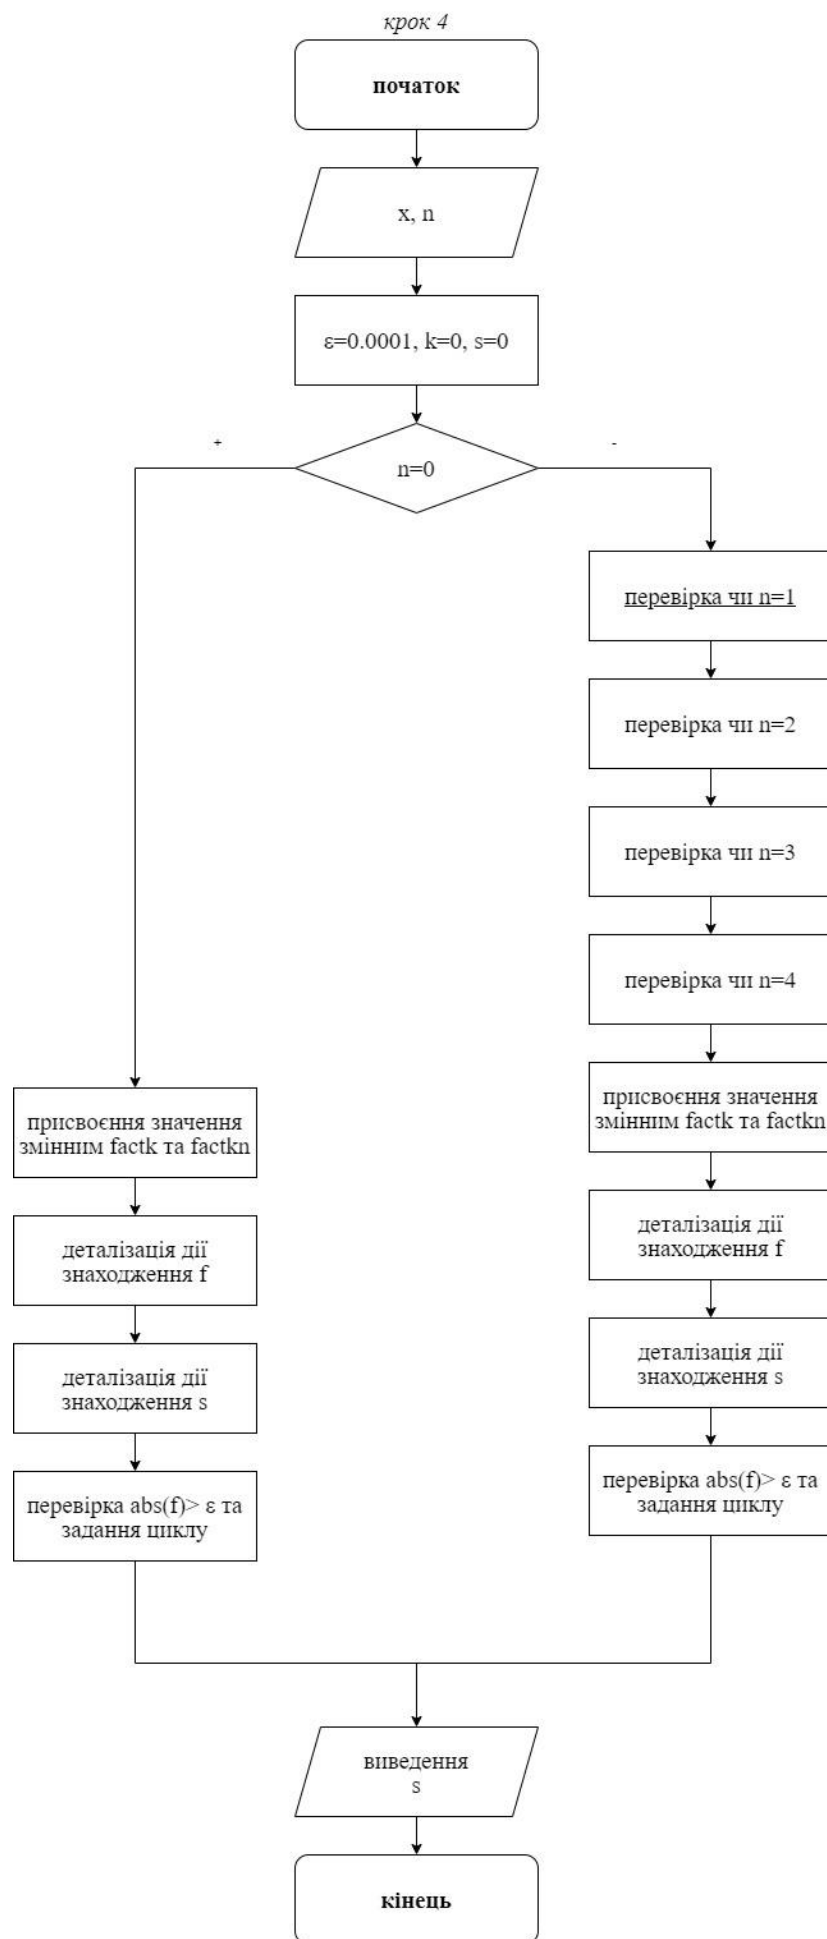 крок 4
початок
x, n
ε=0.0001, k=0, s=0
+
-
n=0
перевірка чи n=1
перевірка чи n=2
перевірка чи n=3
перевірка чи n=4
присвоєння значення
змінним factk та factkn
деталізація дії
знаходження f
деталізація дії
знаходження s
перевірка abs(f)> ε та
задання циклу
присвоєння значення
змінним factk та factkn
деталізація дії
знаходження f
деталізація дії
знаходження s
перевірка abs(f)> ε та
задання циклу
виведення
s
кінець